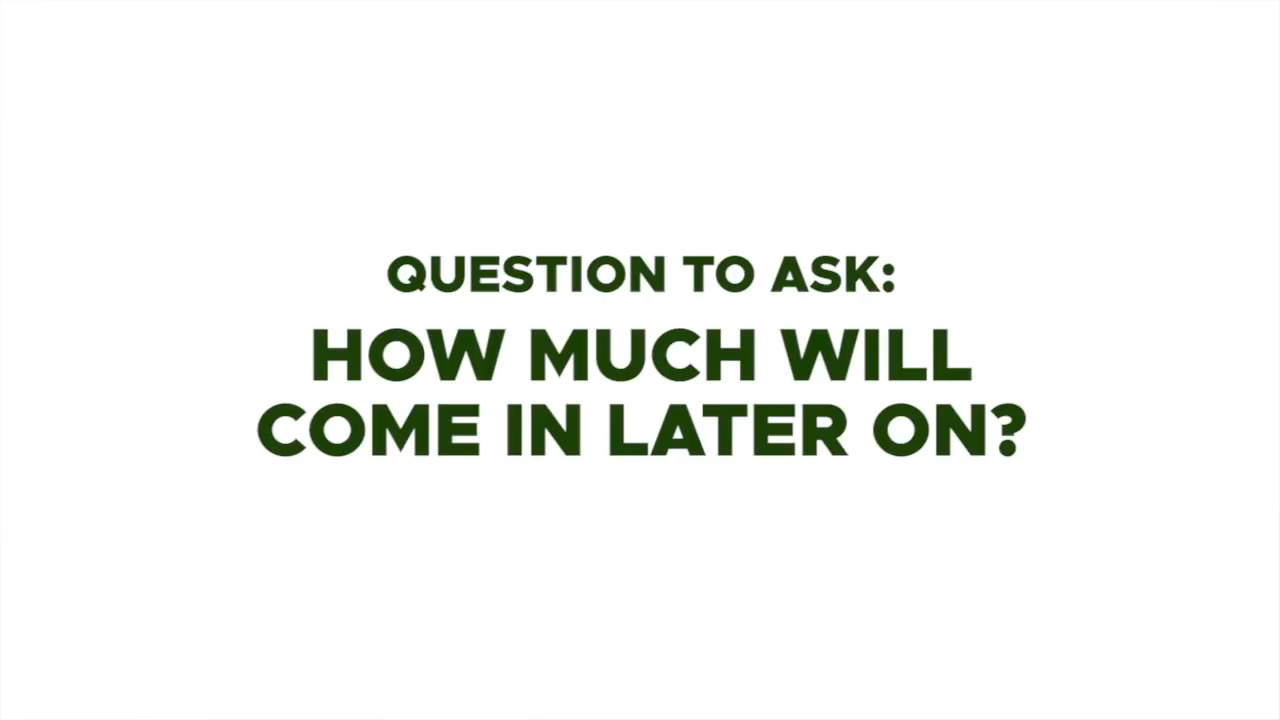 QUESTION TO ASK:
HOW MUCH WILL
COME IN LATER ON?